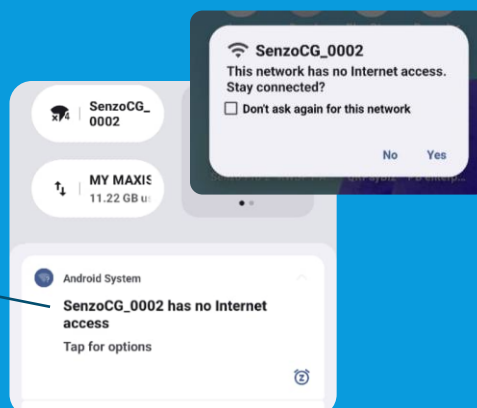 SenzoCG_0002
This network has no Internet access.
Stay connected?
Don't ask again for this network
No Yes
SenzoCG_
0002
x 4
MY MAXIS
11.22 GB u
Android System
SenzoCG_0002 has no Internet
access
Tap for options
z